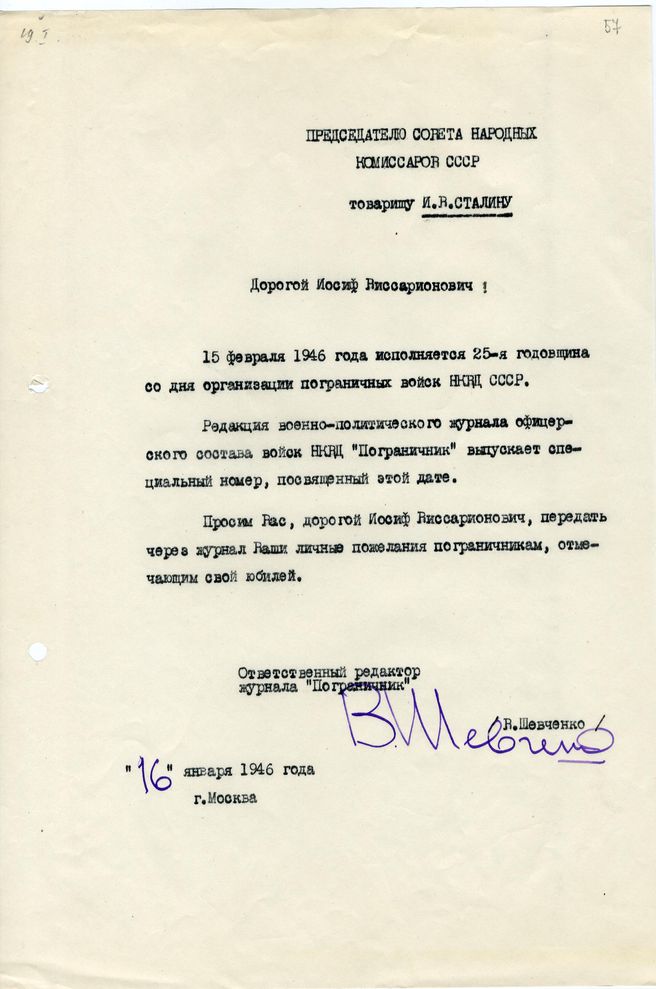 19 I
57
ПРЕДСЕДАТЕЛЮ СОВЕТА НАРОДНЫХ
КОМИССАРОВ СССР
товарищу И.В.СТАЛИНУ
Дорогой Иосиф Виссарионович !
15 февраля 1946 года исполняется 25-я годовщина
со дня организации пограничных войск НКВД СССР.
Редакция военно-политического журнала офицер-
ского состава войск НКВД "Пограничник" выпускает спе-
циальный номер, посвященный этой дате.
Просим Вас, дорогой Иосиф Виссарионович, передать
через журнал Ваши личные пожелания пограничникам, отме-
чающим свой юбилей.
Ответственный редактор
журнала "Пограничник"
В.Шевченко
/В.Шевченко/
"16" января 1946 года
г.Москва